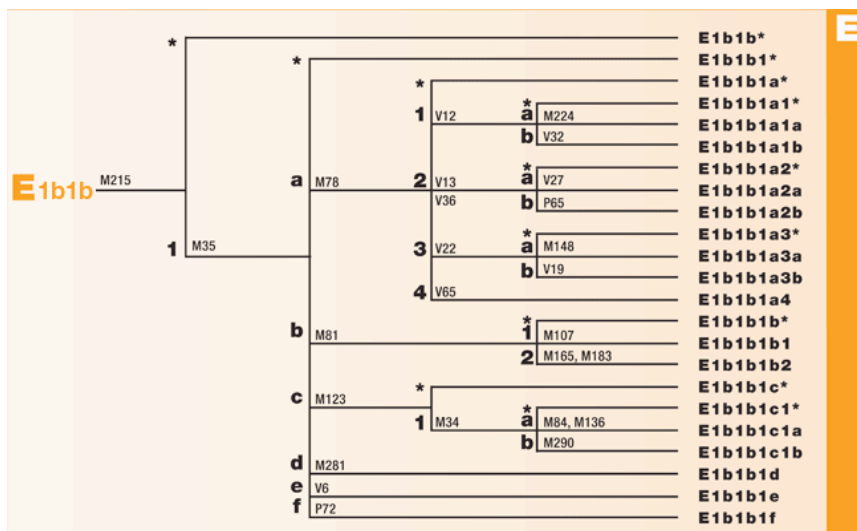 E
* E1b1b*
* E1b1b1*
* E1b1b1a*
* E1b1b1a1*
1 V12 a M224 E1b1b1a1a
b V32 E1b1b1a1b
* E1b1b1a2*
E1b1b M215 a M78 2 V13 a V27 E1b1b1a2a
V36 b P65 E1b1b1a2b
* E1b1b1a3*
1 M35 3 V22 a M148 E1b1b1a3a
b V19 E1b1b1a3b
4 V65 E1b1b1a4
* E1b1b1b*
b M81 1 M107 E1b1b1b1
2 M165, M183 E1b1b1b2
* E1b1b1c*
c M123 * E1b1b1c1*
1 M34 a M84, M136 E1b1b1c1a
b M290 E1b1b1c1b
d M281 E1b1b1d
e V6 E1b1b1e
f P72 E1b1b1f